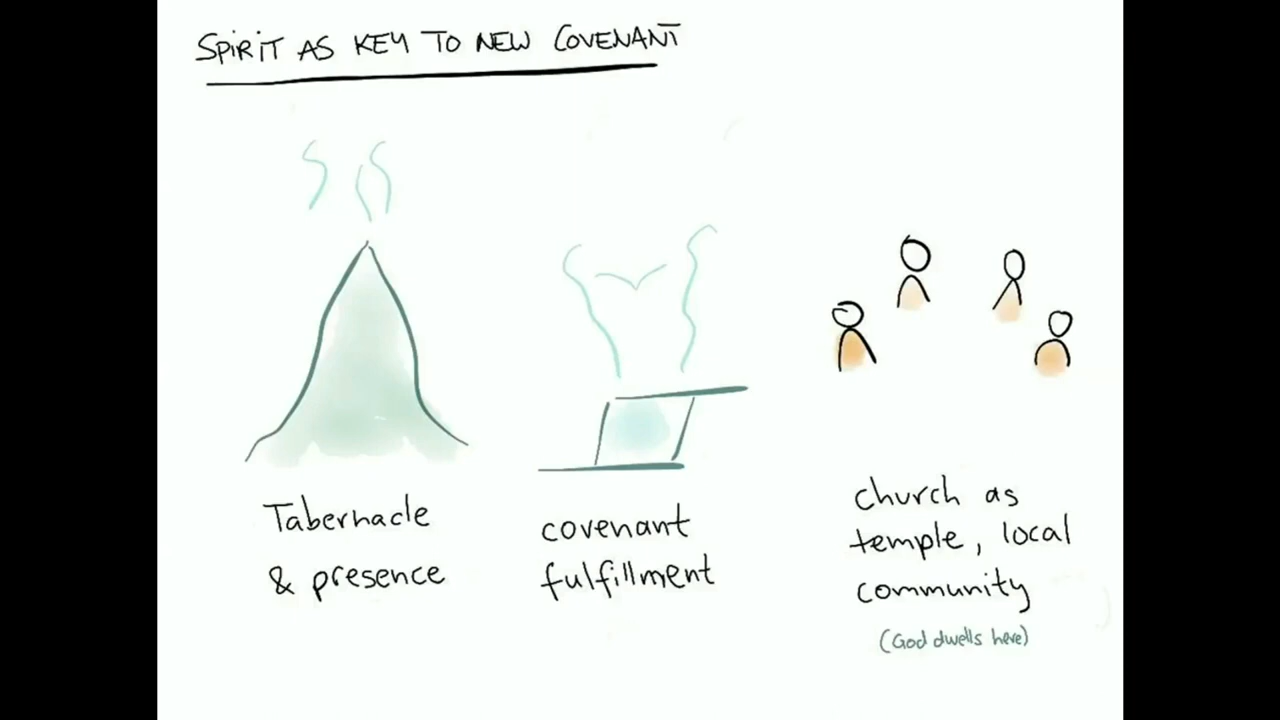 SPIRIT AS KEY TO NEW COVENANT
Tabernacle
& presence
covenant
fulfillment
church as
temple, local
community
(God dwells here)